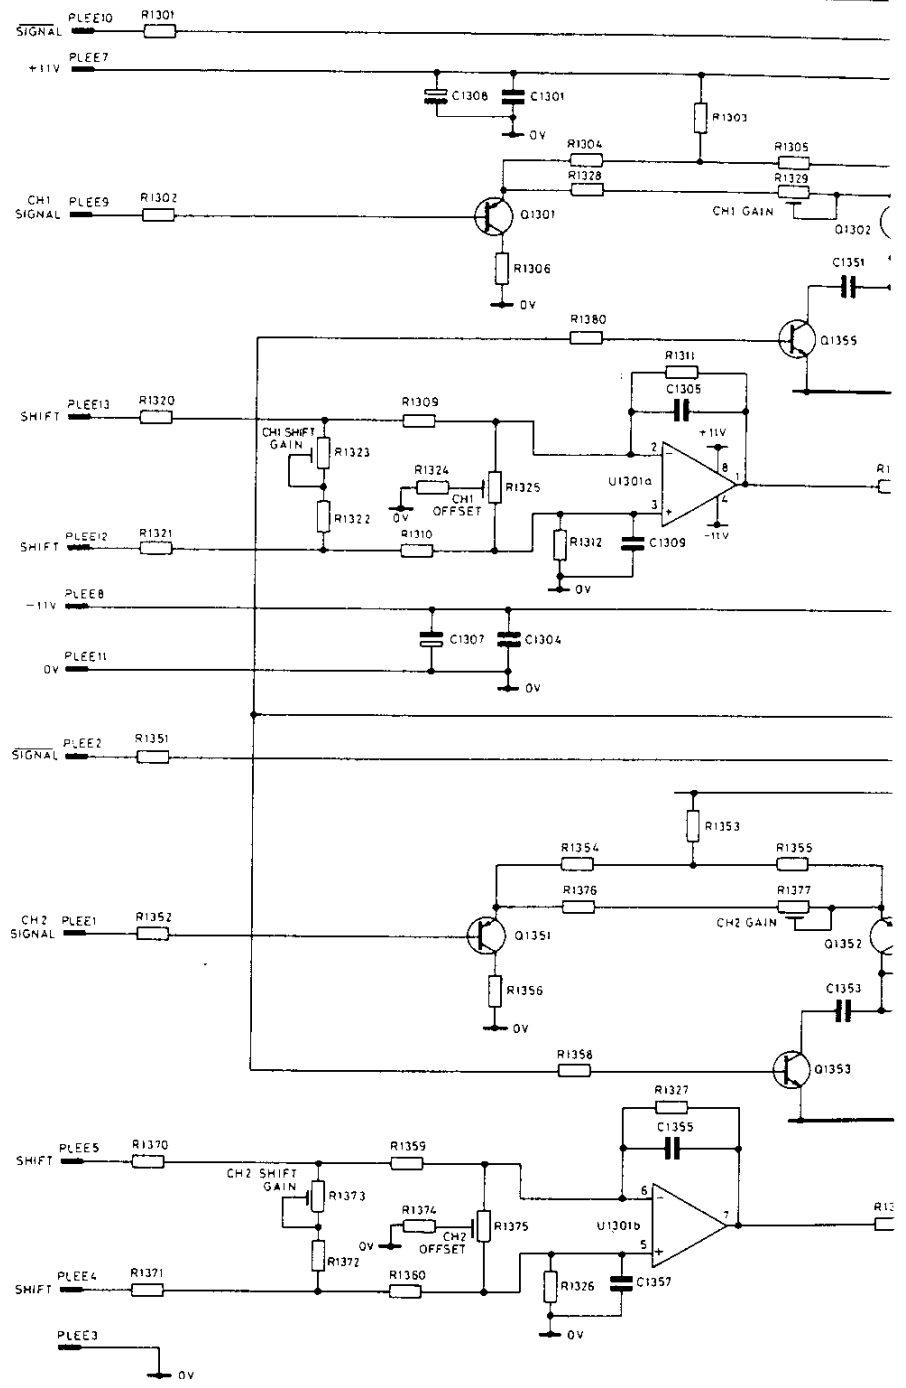 SIGNAL PLEE10 R1301
+11V PLEE7
C1308 C1301 R1303
0V
R1304 R1305
R1328 R1329
CH1
SIGNAL PLEE9 R1302 Q1301 CH1 GAIN Q1302
R1306 C1351
0V
R1380 Q1355
R1311
C1305
SHIFT PLEE13 R1320 R1309
CH1 SHIFT
GAIN R1323 +11V
2 − 8 1
R1324 R1325 U1301a R1
CH1
OFFSET
0V 3 + 4
R1322 −11V
SHIFT PLEE12 R1321 R1310 R1312 C1309
0V
−11V PLEE8
C1307 C1304
0V PLEE11
0V
SIGNAL PLEE2 R1351
R1353
R1354 R1355
R1376 R1377
CH2
SIGNAL PLEE1 R1352 Q1351 CH2 GAIN Q1352
R1356 C1353
0V
R1358 Q1353
R1327
C1355
SHIFT PLEE5 R1370 R1359
CH2 SHIFT
GAIN R1373
6 − 7
R1374 R1375 U1301b R13
CH2
OFFSET
0V 5 +
R1372
SHIFT PLEE4 R1371 R1360 R1326 C1357
0V
PLEE3
0V